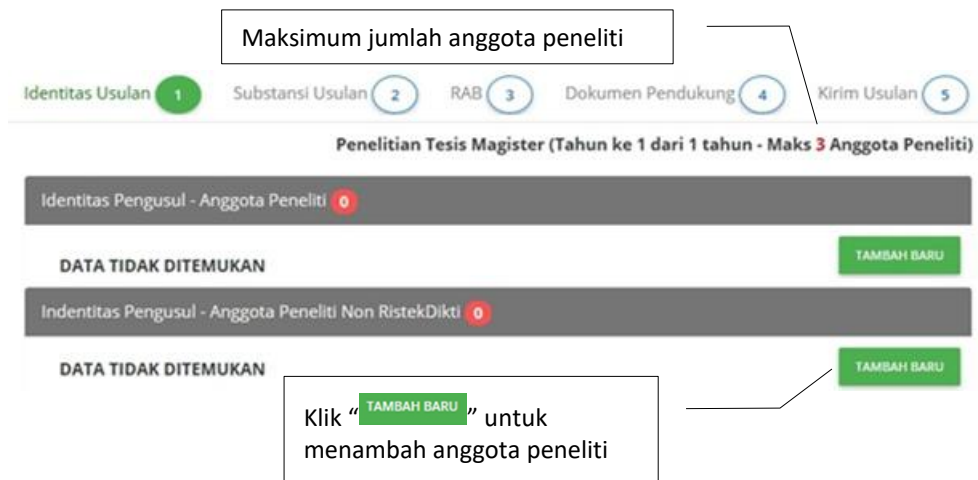 Maksimum jumlah anggota peneliti
Identitas Usulan 1 Substansi Usulan 2 RAB 3 Dokumen Pendukung 4 Kirim Usulan 5
Penelitian Tesis Magister (Tahun ke 1 dari 1 tahun - Maks 3 Anggota Peneliti)
Identitas Pengusul - Anggota Peneliti 0
DATA TIDAK DITEMUKAN TAMBAH BARU
Indentitas Pengusul - Anggota Peneliti Non RistekDikti 0
DATA TIDAK DITEMUKAN TAMBAH BARU
Klik “TAMBAH BARU” untuk
menambah anggota peneliti